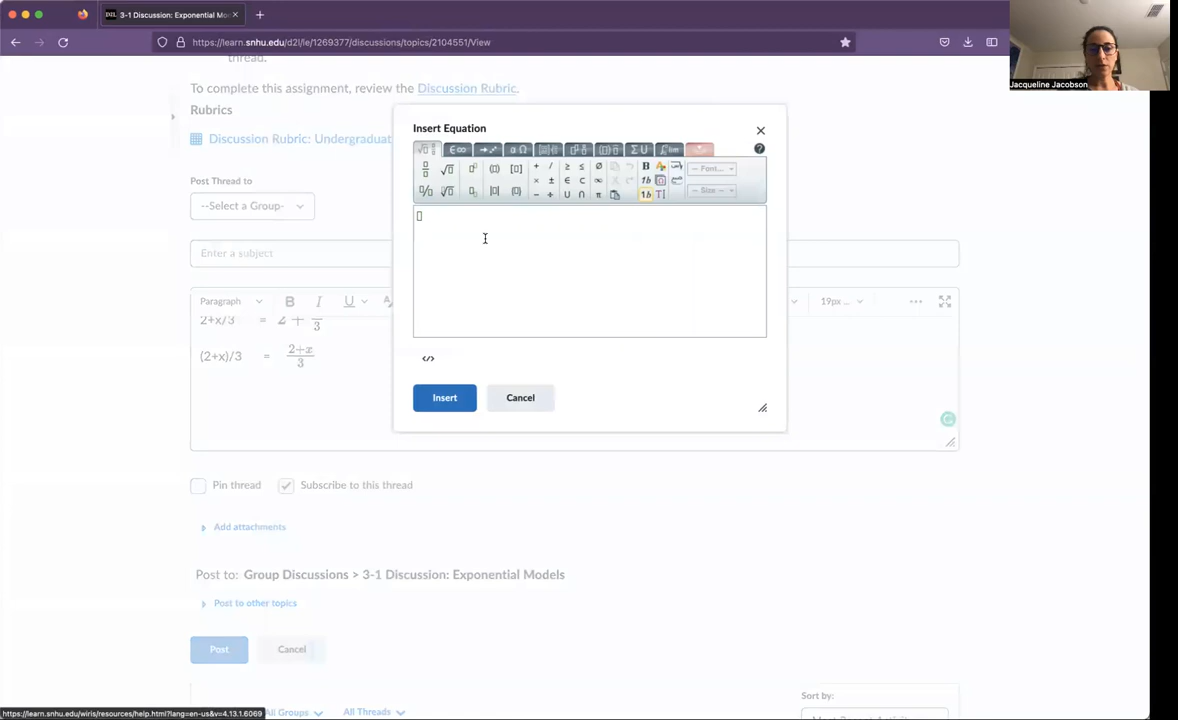 3-1 Discussion: Exponential Mo
https://learn.snhu.edu/d2l/le/1269377/discussions/topics/2104551/View
Jacqueline Jacobson
thread.
To complete this assignment, review the Discussion Rubric.
Rubrics
Discussion Rubric: Undergraduat
Post Thread to
--Select a Group-
Enter a subject
Paragraph B I U A 19px ...
2+x/3 = 2 + /3
(2+x)/3 = 2+x/3
Insert Equation
-- Font...
-- Size --
Insert
Cancel
Pin thread
Subscribe to this thread
Add attachments
Post to: Group Discussions > 3-1 Discussion: Exponential Models
Post to other topics
Post
Cancel
Sort by:
https://learn.snhu.edu/wiris/resources/help.html?lang=en-us&v=4.13.1.6069
All Groups
All Threads